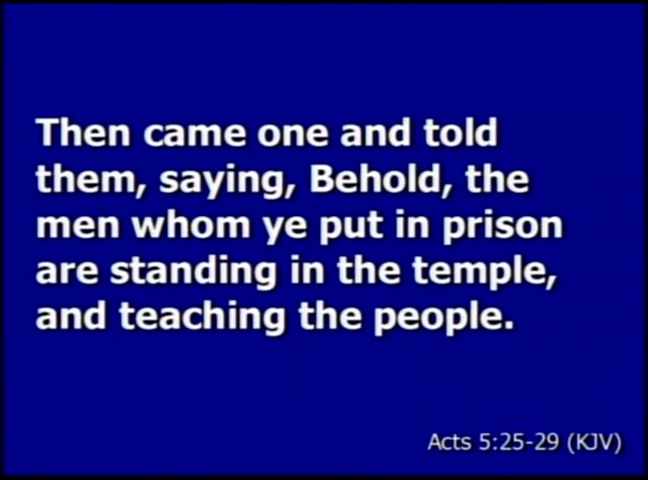 Then came one and told
them, saying, Behold, the
men whom ye put in prison
are standing in the temple,
and teaching the people.
Acts 5:25-29 (KJV)